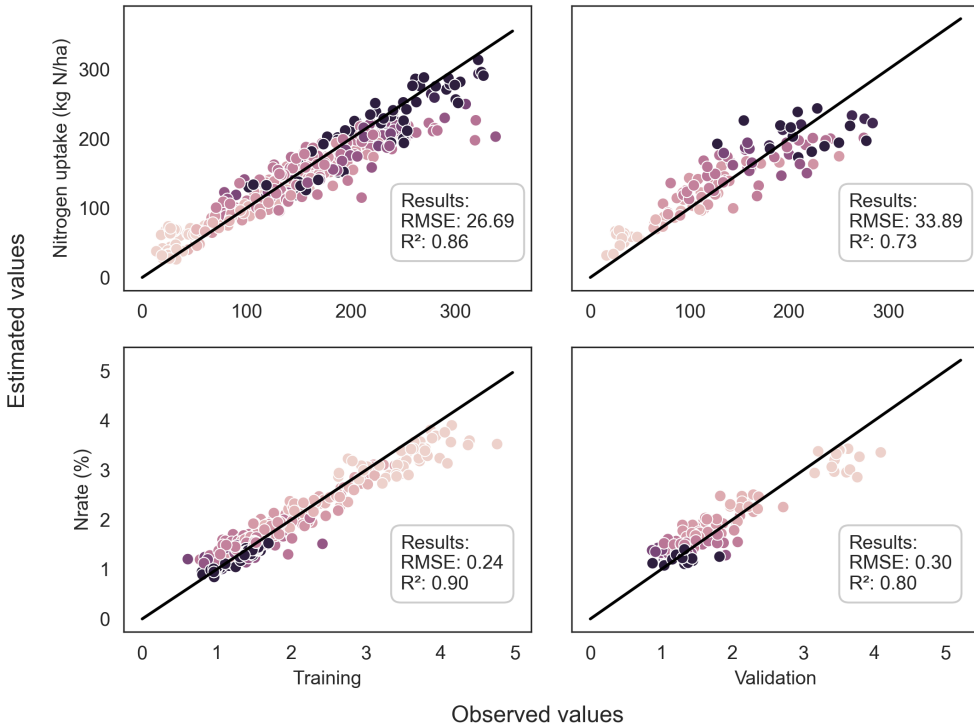 Estimated values
Nitrogen uptake (kg N/ha)
300
200
100
0
Results:
RMSE: 26.69
R²: 0.86
0 100 200 300
Results:
RMSE: 33.89
R²: 0.73
0 100 200 300
Nrate (%)
5
4
3
2
1
0
Results:
RMSE: 0.24
R²: 0.90
0 1 2 3 4 5
Training
Results:
RMSE: 0.30
R²: 0.80
0 1 2 3 4 5
Validation
Observed values